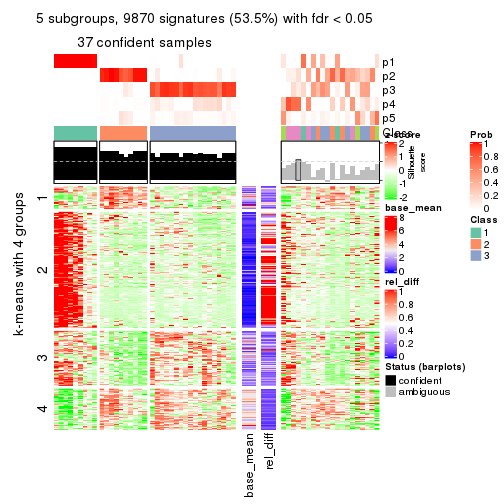 5 subgroups, 9870 signatures (53.5%) with fdr < 0.05
37 confident samples
p1
p2
p3
p4
p5
Class
Silhouette
score
k-means with 4 groups
1
2
3
4
base_mean
rel_diff
z-score
2
1
0
-1
-2
base_mean
8
6
4
2
0
rel_diff
1
0.8
0.6
0.4
0.2
0
Status (barplots)
confident
ambiguous
Prob
1
0.8
0.6
0.4
0.2
0
Class
1
2
3